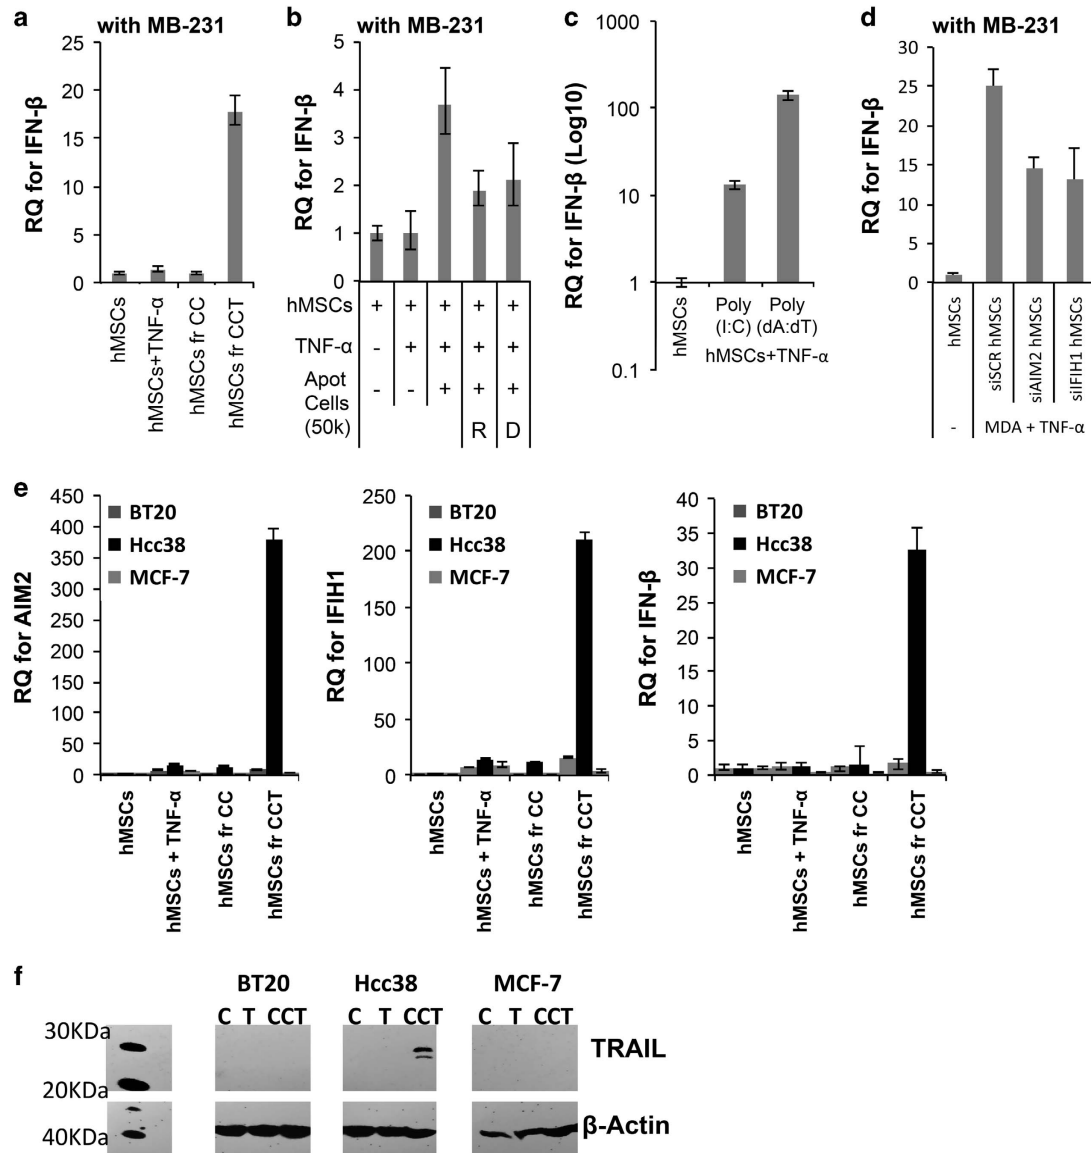 a
with MB-231
RQ for IFN-β
25
20
15
10
5
0
hMSCs
hMSCs+TNF-α
hMSCs fr CC
hMSCs fr CCT
b
with MB-231
RQ for IFN-β
5
4
3
2
1
0
hMSCs + + + + +
TNF-α - + + + +
Apot Cells (50k) - - + + +
R D
c
RQ for IFN-β (Log10)
1000
100
10
1
0.1
hMSCs
Poly (I:C)
Poly (dA:dT)
hMSCs+TNF-α
d
with MB-231
RQ for IFN-β
30
25
20
15
10
5
0
hMSCs
siSCR hMSCs
siAIM2 hMSCs
siIFIH1 hMSCs
- MDA + TNF-α
e
RQ for AIM2
450
400
350
300
250
200
150
100
50
0
BT20
Hcc38
MCF-7
hMSCs
hMSCs + TNF-α
hMSCs fr CC
hMSCs fr CCT
RQ for IFIH1
250
200
150
100
50
0
BT20
Hcc38
MCF-7
hMSCs
hMSCs + TNF-α
hMSCs fr CC
hMSCs fr CCT
RQ for IFN-β
40
35
30
25
20
15
10
5
0
BT20
Hcc38
MCF-7
hMSCs
hMSCs + TNF-α
hMSCs fr CC
hMSCs fr CCT
f
BT20 Hcc38 MCF-7
C T CCT C T CCT C T CCT
30KDa
TRAIL
20KDa
β-Actin
40KDa